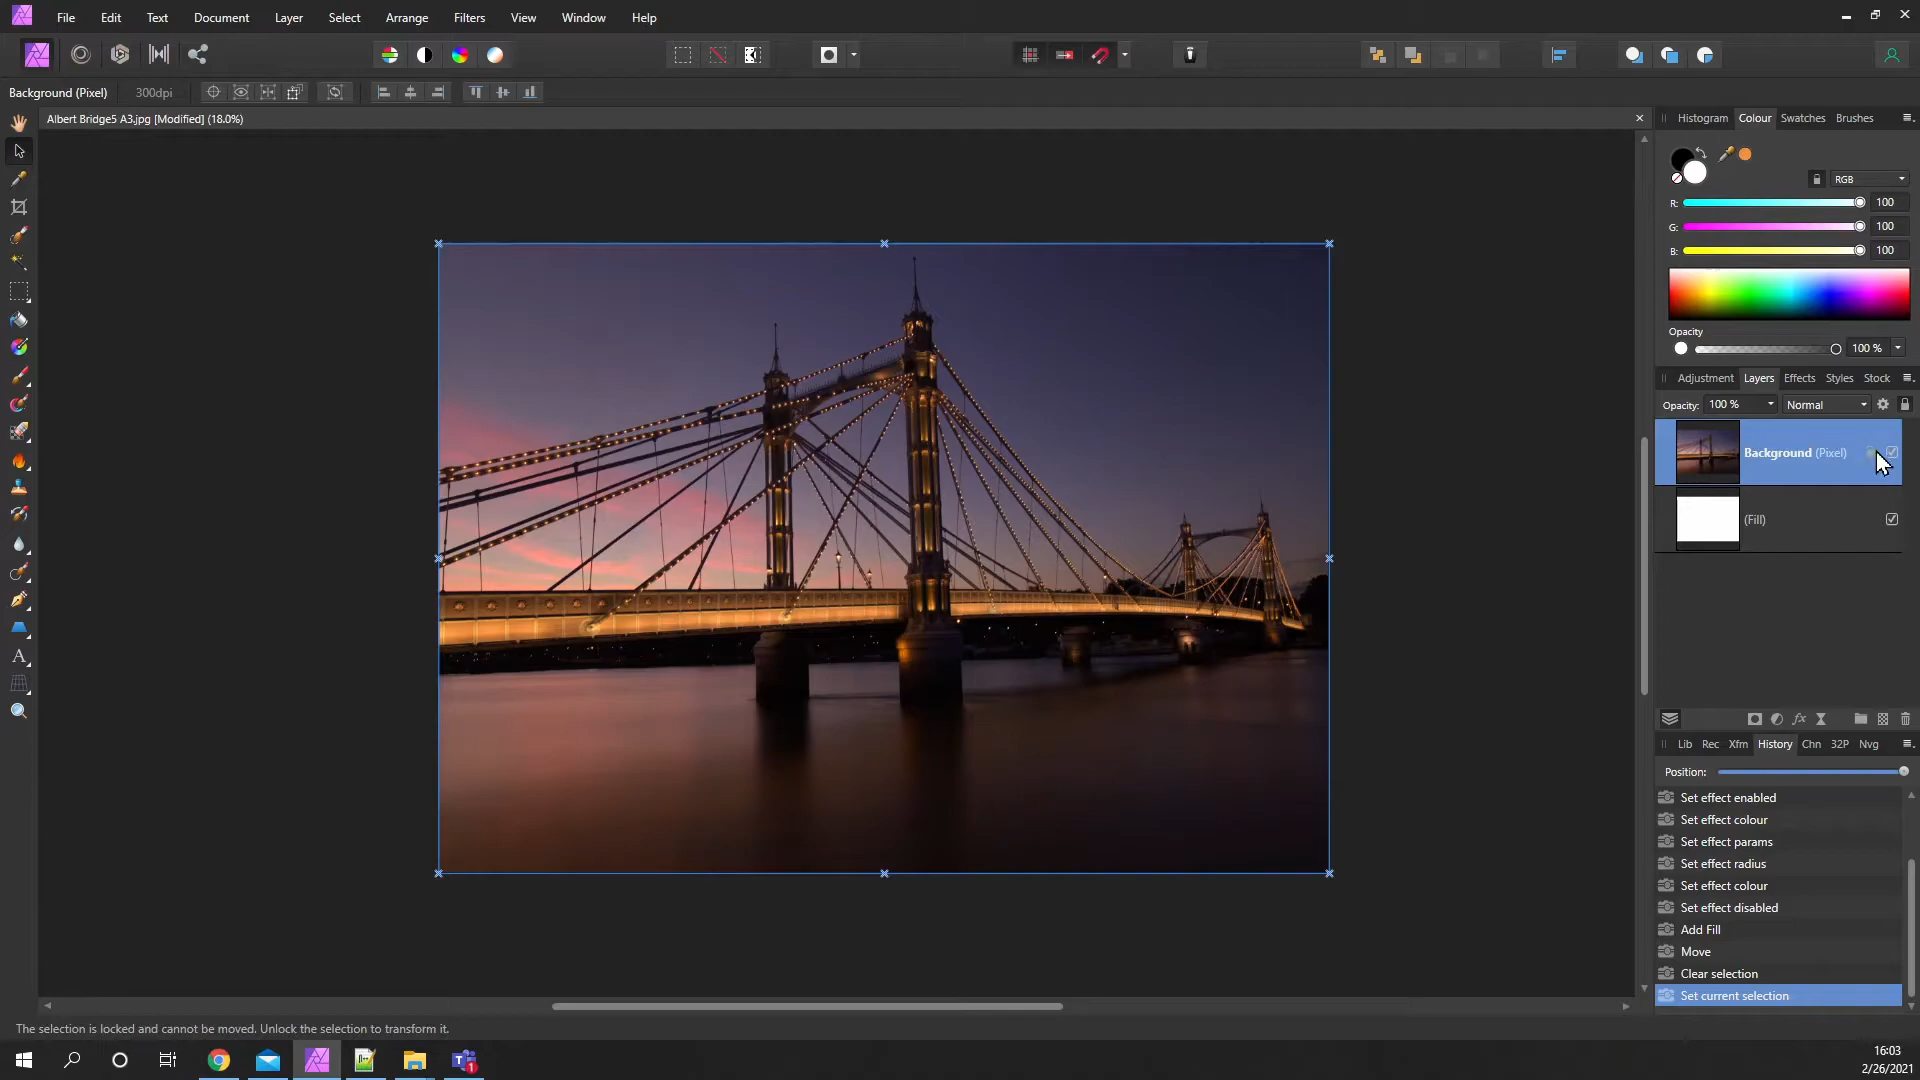 File Edit Text Document Layer Select Arrange Filters View Window Help
Background (Pixel) 300dpi
Albert Bridge5 A3.jpg [Modified] (18.0%)
Histogram Colour Swatches Brushes
RGB
R: 100
G: 100
B: 100
Opacity
100 %
Adjustment Layers Effects Styles Stock
Opacity: 100 % Normal
Background (Pixel)
(Fill)
fx
Lib Rec Xfm History Chn 32P Nvg
Position:
Set effect enabled
Set effect colour
Set effect params
Set effect radius
Set effect colour
Set effect disabled
Add Fill
Move
Clear selection
Set current selection
The selection is locked and cannot be moved. Unlock the selection to transform it.
16:03
2/26/2021